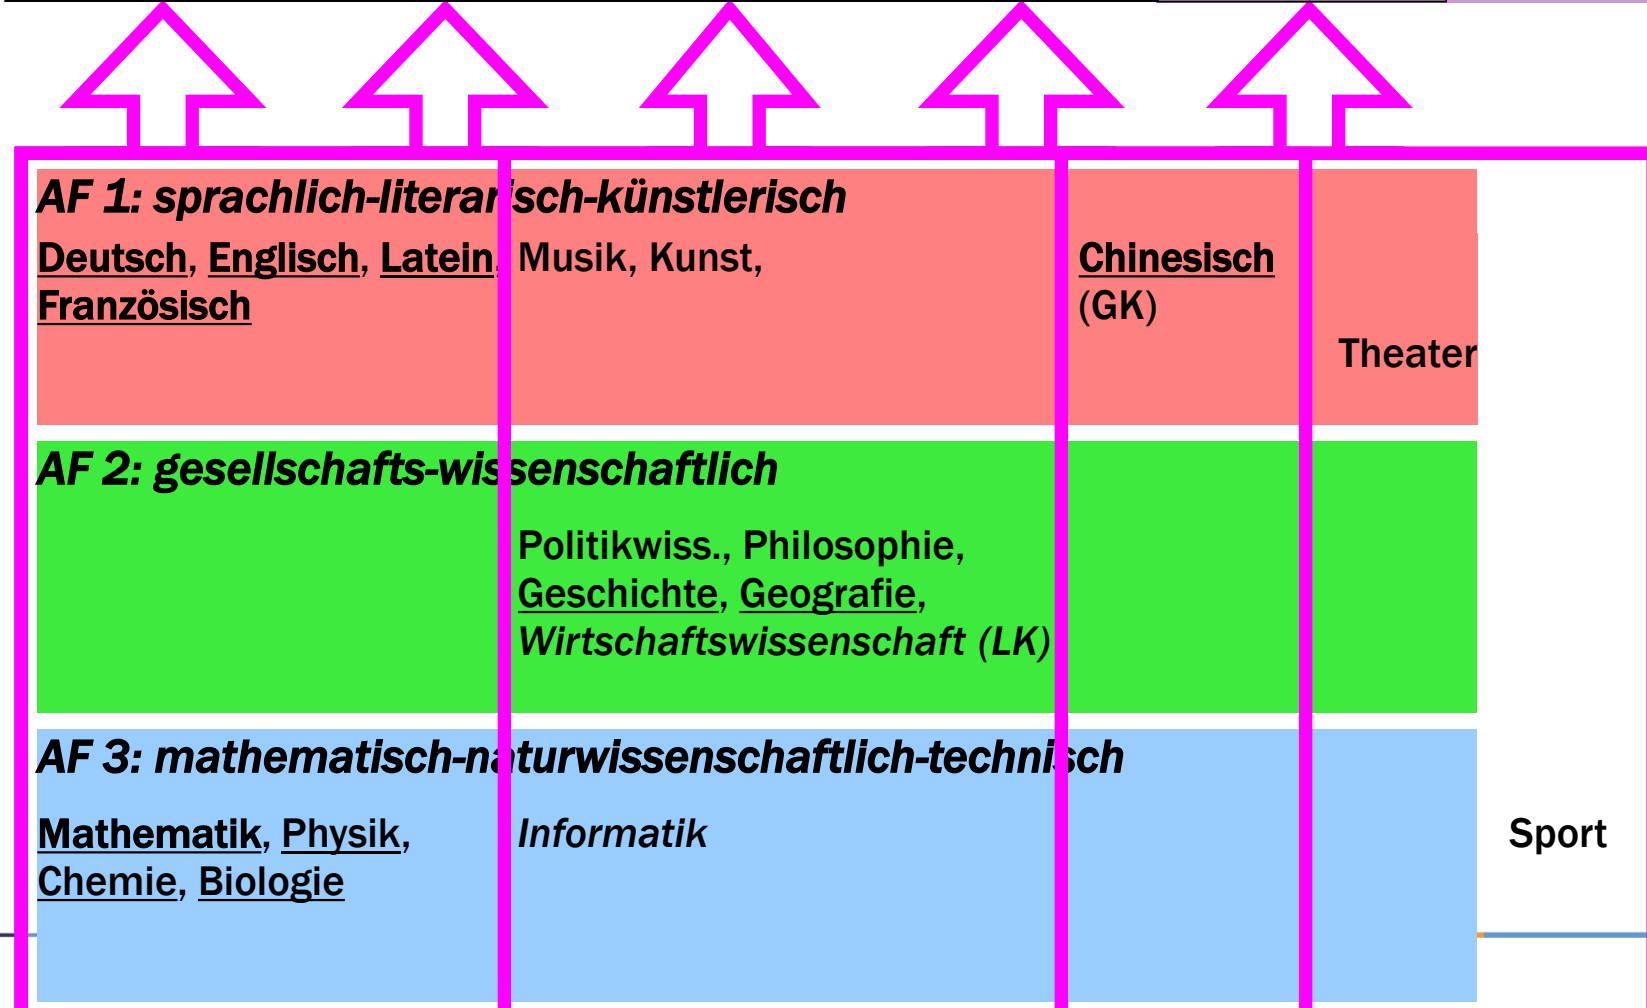 AF 1: sprachlich-literarisch-künstlerisch
Deutsch, Englisch, Latein, Musik, Kunst, Chinesisch
Französisch (GK)
Theater
AF 2: gesellschafts-wissenschaftlich
Politikwiss., Philosophie,
Geschichte, Geografie,
Wirtschaftswissenschaft (LK)
AF 3: mathematisch-naturwissenschaftlich-technisch
Mathematik, Physik, Informatik Sport
Chemie, Biologie